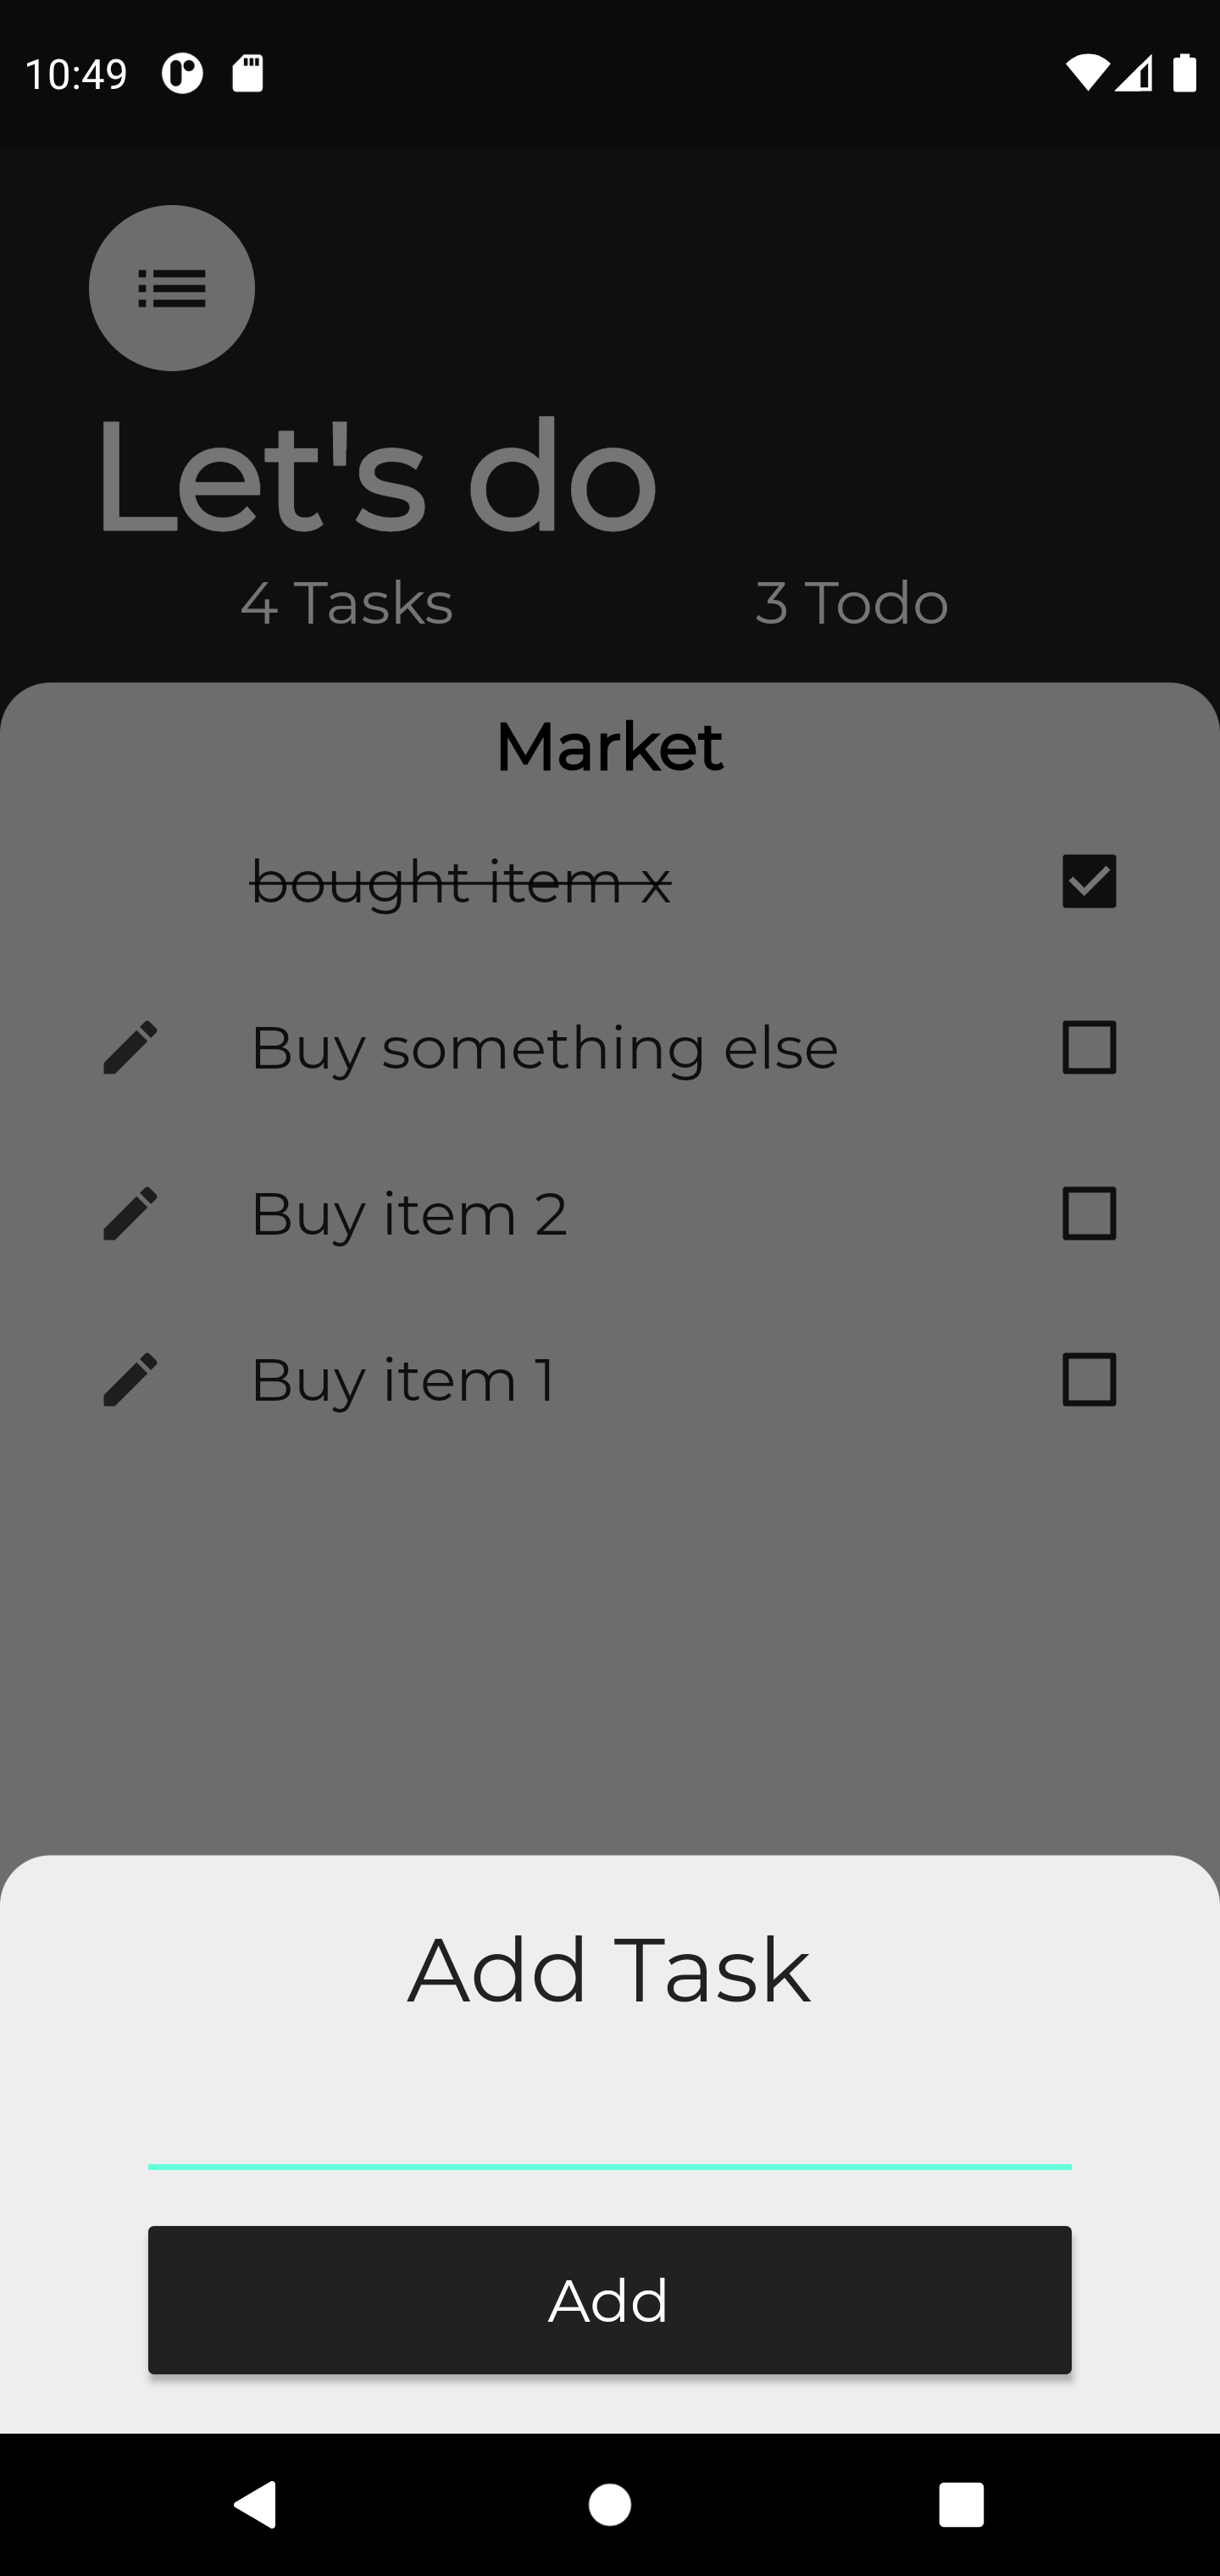 10:49
Let's do
4 Tasks 3 Todo
Market
bought item x
Buy something else
Buy item 2
Buy item 1
Add Task
Add